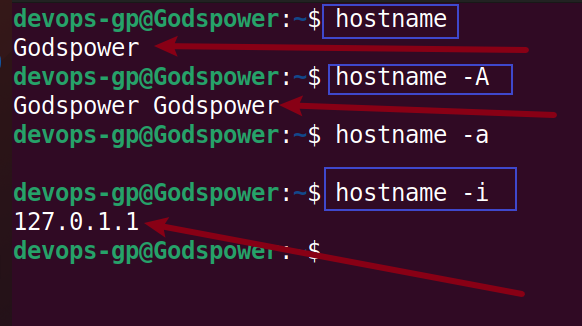 devops-gp@Godspower:~$ hostname
Godspower
devops-gp@Godspower:~$ hostname -A
Godspower Godspower
devops-gp@Godspower:~$ hostname -a

devops-gp@Godspower:~$ hostname -i
127.0.1.1
devops-gp@Godspower:~$